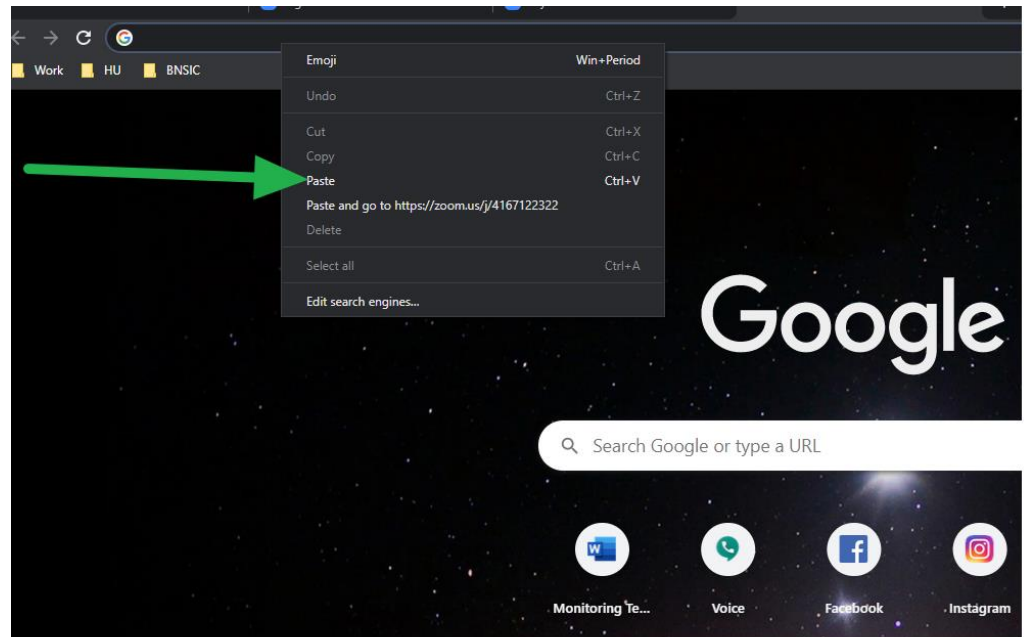 Work HU BNSIC
Emoji Win+Period
Undo Ctrl+Z
Cut Ctrl+X
Copy Ctrl+C
Paste Ctrl+V
Paste and go to https://zoom.us/j/4167122322
Delete
Select all Ctrl+A
Edit search engines...
Google
Search Google or type a URL
Monitoring Te... Voice Facebook Instagram